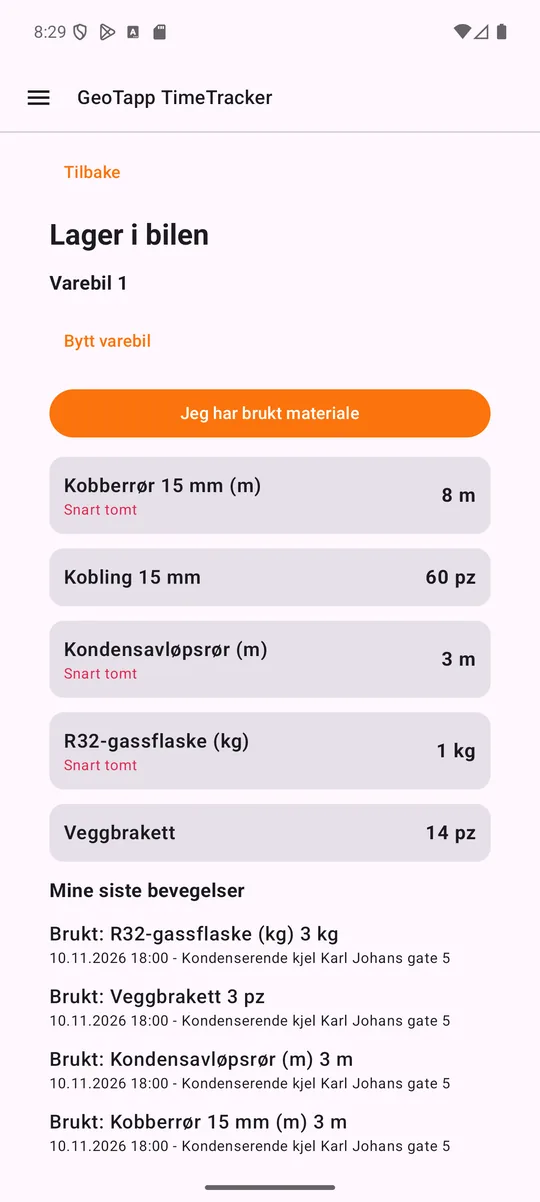 8:29
GeoTapp TimeTracker
Tilbake
Lager i bilen
Varebil 1
Bytt varebil
Jeg har brukt materiale
Kobberrør 15 mm (m)
Snart tomt
8 m
Kobling 15 mm
60 pz
Kondensavløpsrør (m)
Snart tomt
3 m
R32-gassflaske (kg)
Snart tomt
1 kg
Veggbrakett
14 pz
Mine siste bevegelser
Brukt: R32-gassflaske (kg) 3 kg
10.11.2026 18:00 - Kondenserende kjel Karl Johans gate 5
Brukt: Veggbrakett 3 pz
10.11.2026 18:00 - Kondenserende kjel Karl Johans gate 5
Brukt: Kondensavløpsrør (m) 3 m
10.11.2026 18:00 - Kondenserende kjel Karl Johans gate 5
Brukt: Kobberrør 15 mm (m) 3 m
10.11.2026 18:00 - Kondenserende kjel Karl Johans gate 5